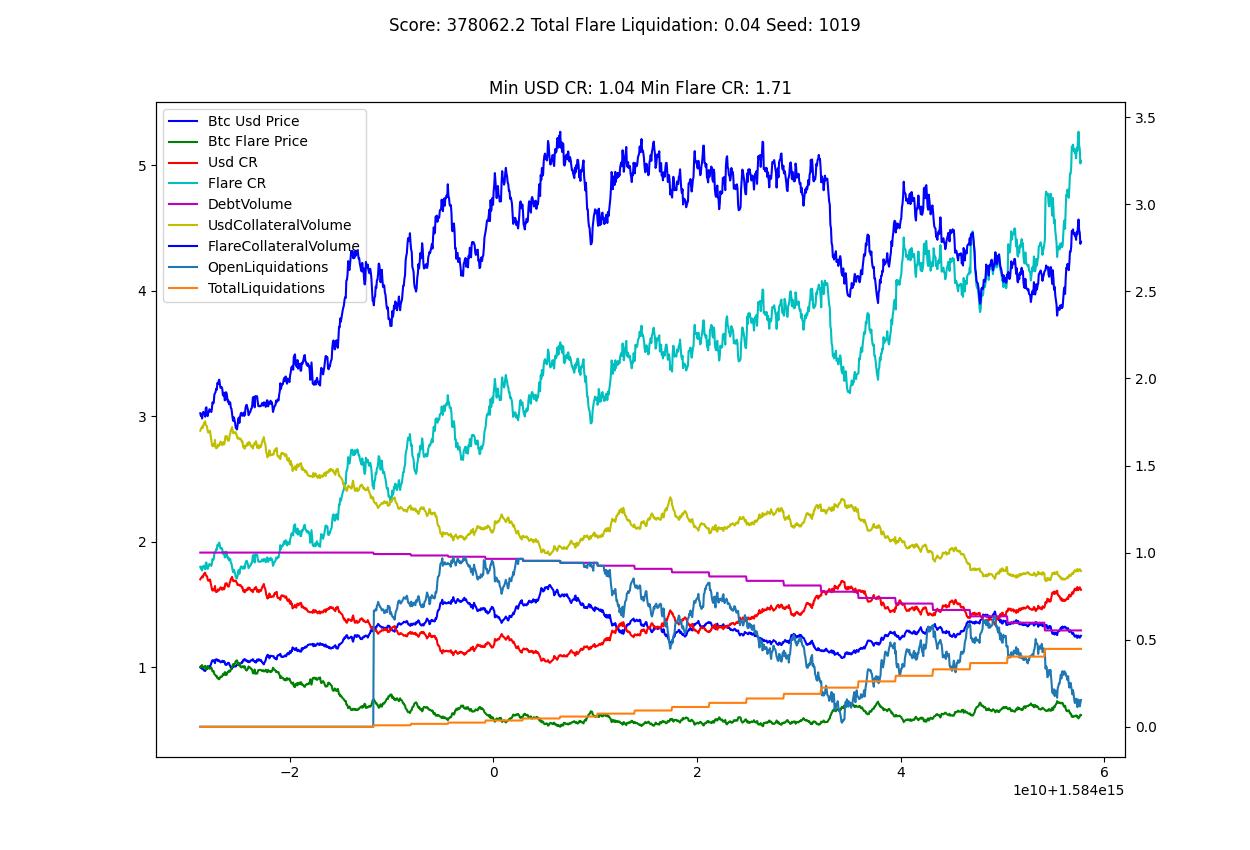 Score: 378062.2 Total Flare Liquidation: 0.04 Seed: 1019
Min USD CR: 1.04 Min Flare CR: 1.71
Btc Usd Price
Btc Flare Price
Usd CR
Flare CR
DebtVolume
UsdCollateralVolume
FlareCollateralVolume
OpenLiquidations
TotalLiquidations
5
4
3
2
1
3.5
3.0
2.5
2.0
1.5
1.0
0.5
0.0
−2 0 2 4 6
1e10+1.584e15